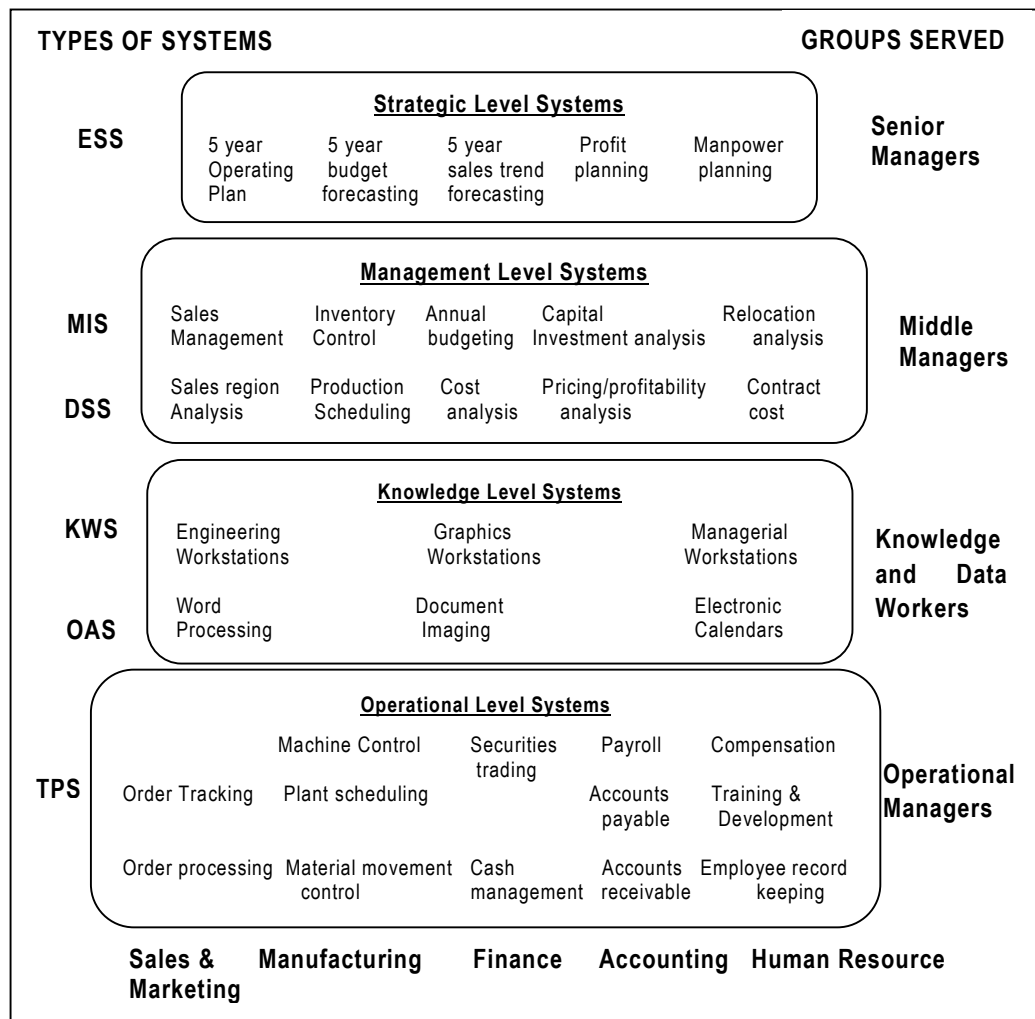 TYPES OF SYSTEMS GROUPS SERVED
Strategic Level Systems
ESS
Senior
Managers
5 year 5 year 5 year Profit Manpower
Operating budget sales trend planning planning
Plan forecasting forecasting
Management Level Systems
MIS
Sales Inventory Annual Capital Relocation
Management Control budgeting Investment analysis analysis
Middle
Managers
DSS
Sales region Production Cost Pricing/profitability Contract
Analysis Scheduling analysis analysis cost
Knowledge Level Systems
KWS
Engineering Graphics Managerial
Workstations Workstations Workstations
Knowledge
and Data
Workers
OAS
Word Document Electronic
Processing Imaging Calendars
Operational Level Systems
Machine Control Securities Payroll Compensation
trading
TPS
Order Tracking Plant scheduling Accounts Training &
payable Development
Operational
Managers
Order processing Material movement Cash Accounts Employee record
control management receivable keeping
Sales & Manufacturing Finance Accounting Human Resource
Marketing